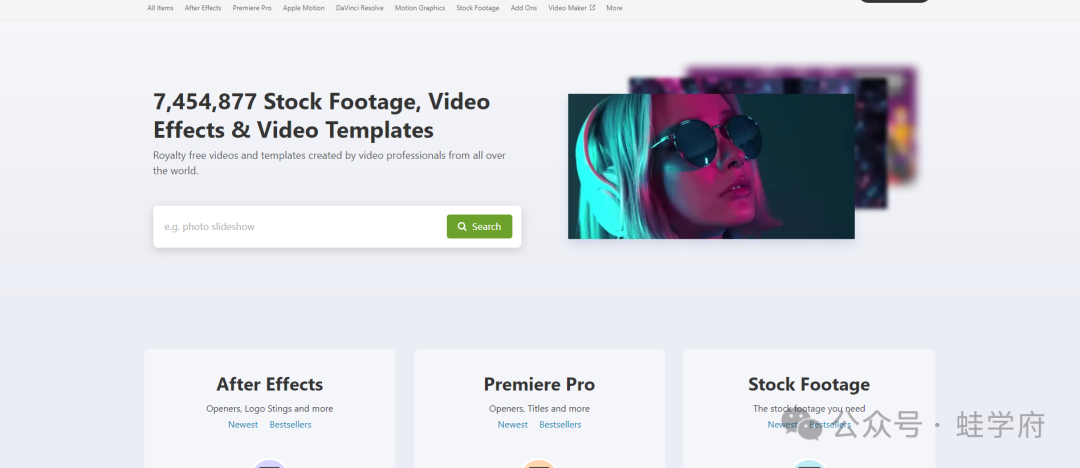 All Items After Effects Premiere Pro Apple Motion DaVinci Resolve Motion Graphics Stock Footage Add Ons Video Maker More
7,454,877 Stock Footage, Video
Effects & Video Templates
Royalty free videos and templates created by video professionals from all over
the world.
e.g. photo slideshow Search
After Effects Premiere Pro Stock Footage
Openers, Logo Stings and more Openers, Titles and more The stock footage you need
Newest Bestsellers Newest Bestsellers Newest Bestsellers
公众号 · 蛙学府